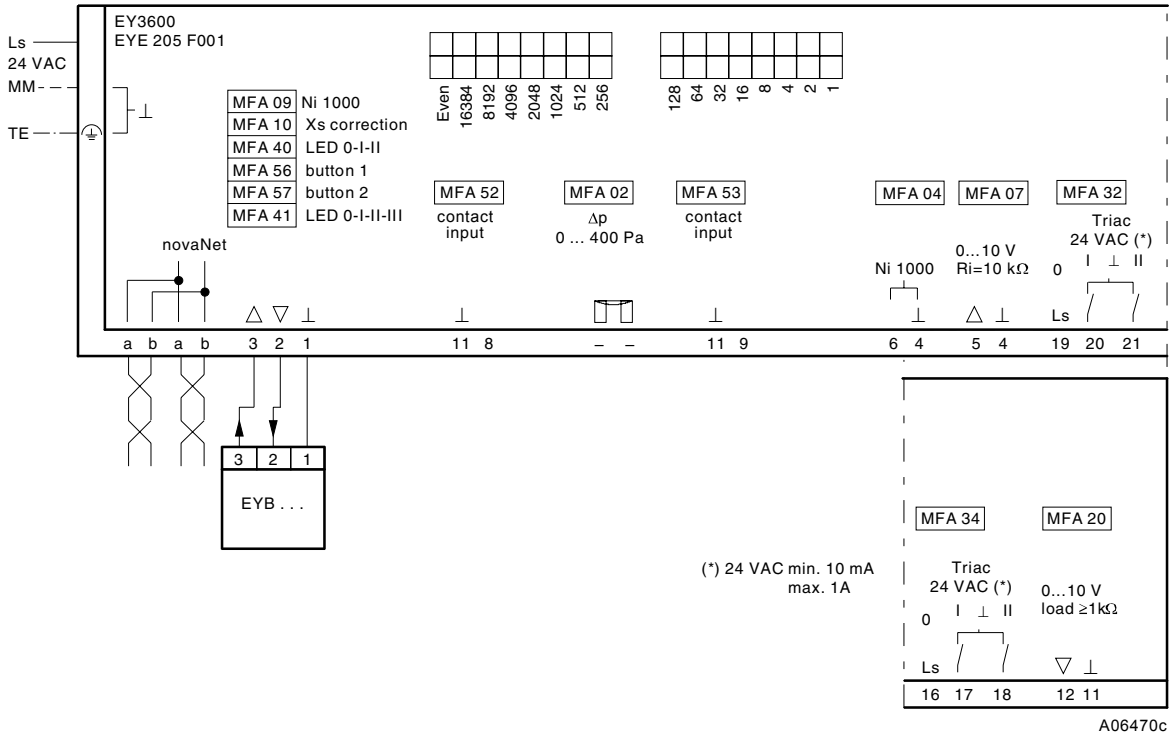 EY3600
EYE 205 F001
Ls
24 VAC
MM
TE
⊥
MFA 09 Ni 1000
MFA 10 Xs correction
MFA 40 LED 0-I-II
MFA 56 button 1
MFA 57 button 2
MFA 41 LED 0-I-II-III
Even 16384 8192 4096 2048 1024 512 256
128 64 32 16 8 4 2 1
MFA 52
contact
input
MFA 02
Δp
0 ... 400 Pa
MFA 53
contact
input
MFA 04
Ni 1000
MFA 07
0...10 V
Ri=10 kΩ
MFA 32
Triac
24 VAC (*)
0 I ⊥ II
Ls
novaNet
△ ▽ ⊥ ⊥ ⊥ ⊥ △ ⊥
a b a b 3 2 1 11 8 – – 11 9 6 4 5 4 19 20 21
3 2 1
EYB . . .
(*) 24 VAC min. 10 mA
max. 1A
MFA 34
Triac
24 VAC (*)
0 I ⊥ II
Ls
MFA 20
0...10 V
load ≥1kΩ
▽ ⊥
16 17 18 12 11
A06470c